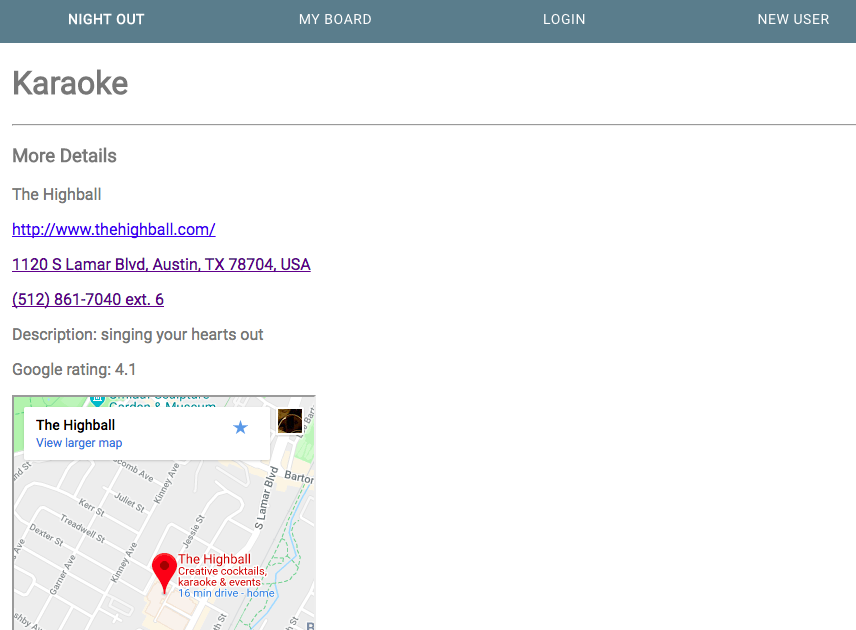 NIGHT OUT MY BOARD LOGIN NEW USER
Karaoke
More Details
The Highball
http://www.thehighball.com/
1120 S Lamar Blvd, Austin, TX 78704, USA
(512) 861-7040 ext. 6
Description: singing your hearts out
Google rating: 4.1
Garden & Museum
The Highball
View larger map
Barton
S Lamar Blvd
Kinney Ave
Juliet St
Kerr St
Treadwell St
Dexter St
Jessie St
Garner Ave
Kinney Ave
The Highball
Creative cocktails,
karaoke & events
16 min drive - home